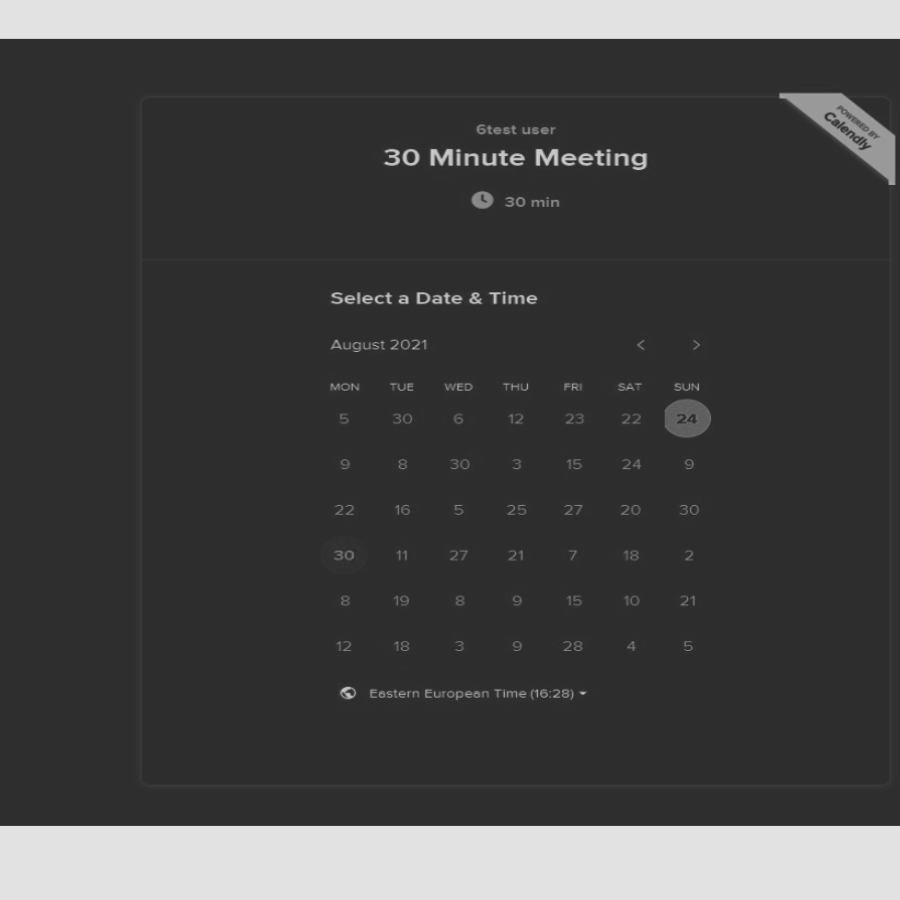 POWERED BY
Calendly
6test user
30 Minute Meeting
30 min
Select a Date & Time
August 2021 < >
MON TUE WED THU FRI SAT SUN
5 30 6 12 23 22 24
9 8 30 3 15 24 9
22 16 5 25 27 20 30
30 11 27 21 7 18 2
8 19 8 9 15 10 21
12 18 3 9 28 4 5
Eastern European Time (16:28)